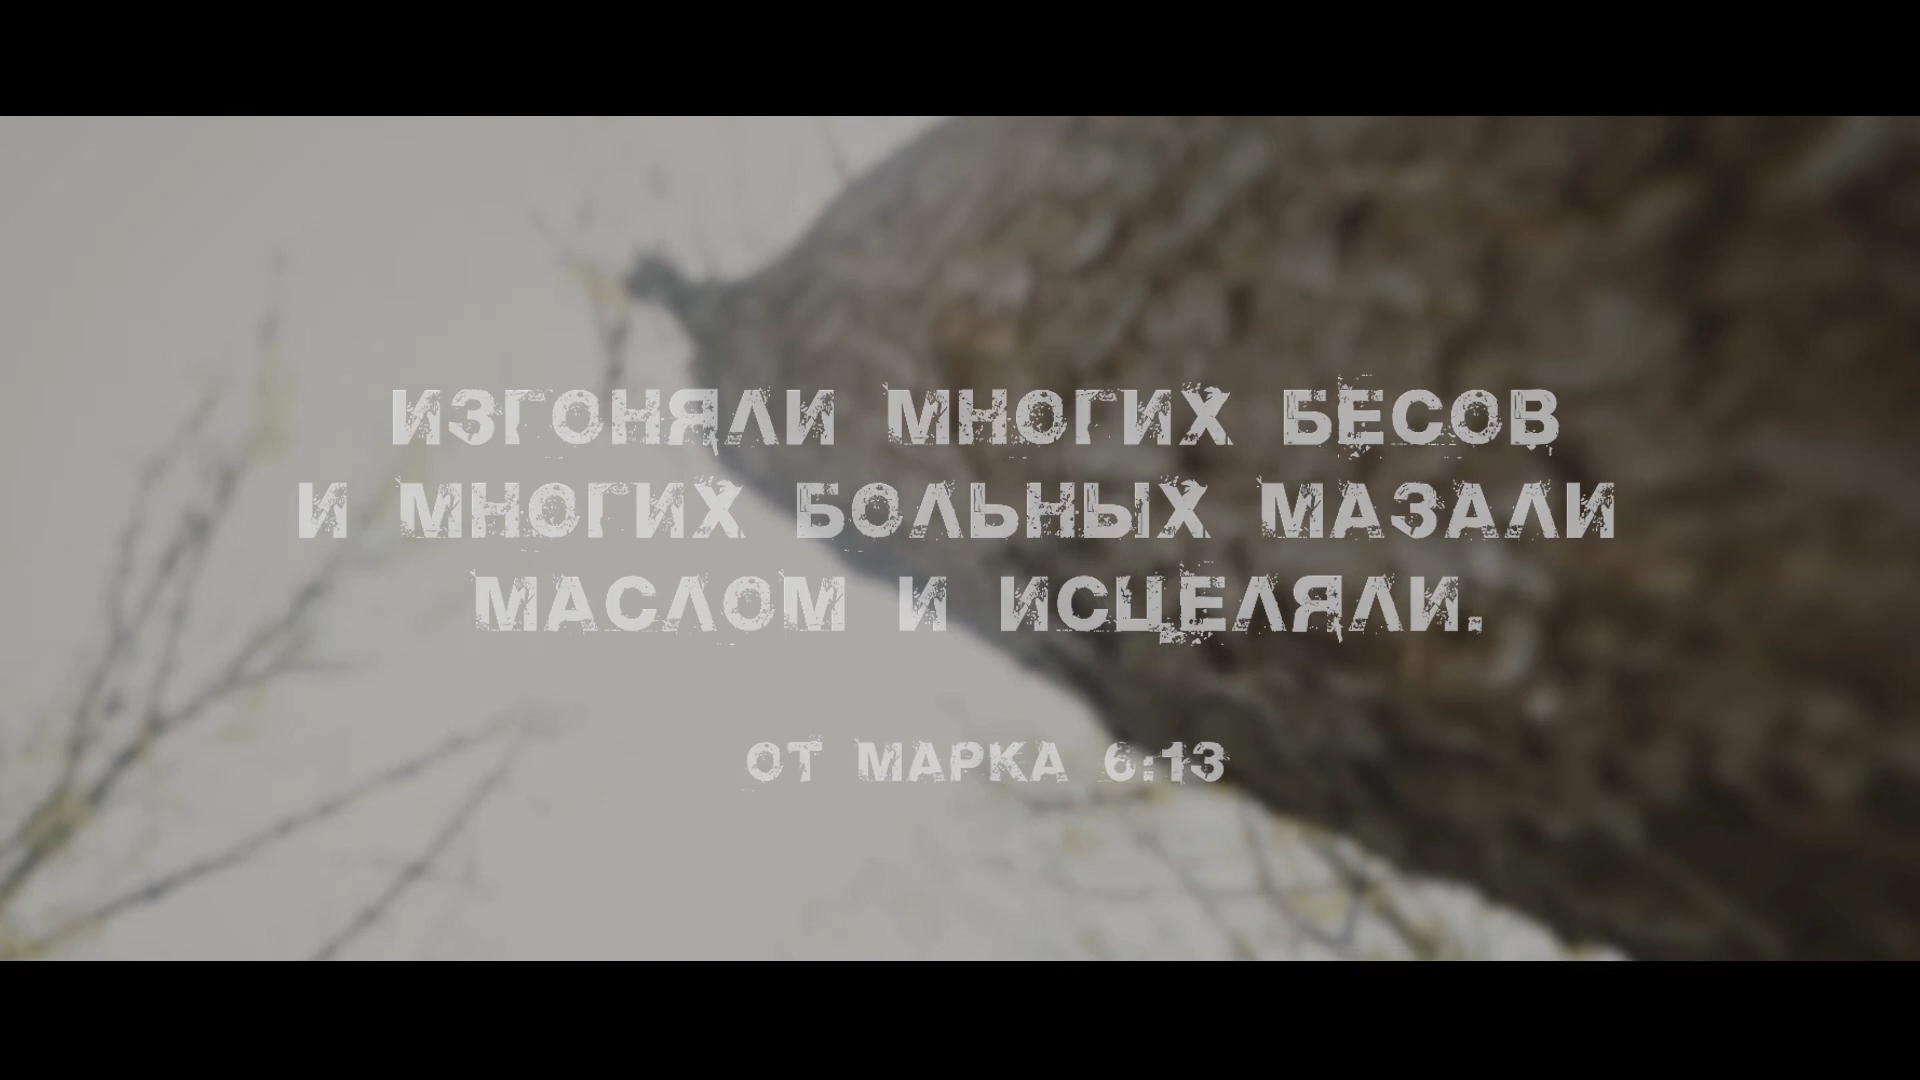 ИЗГОНЯЛИ МНОГИХ БЕСОВ
И МНОГИХ БОЛЬНЫХ МАЗАЛИ
МАСЛОМ И ИСЦЕЛЯЛИ.
ОТ МАРКА 6:13